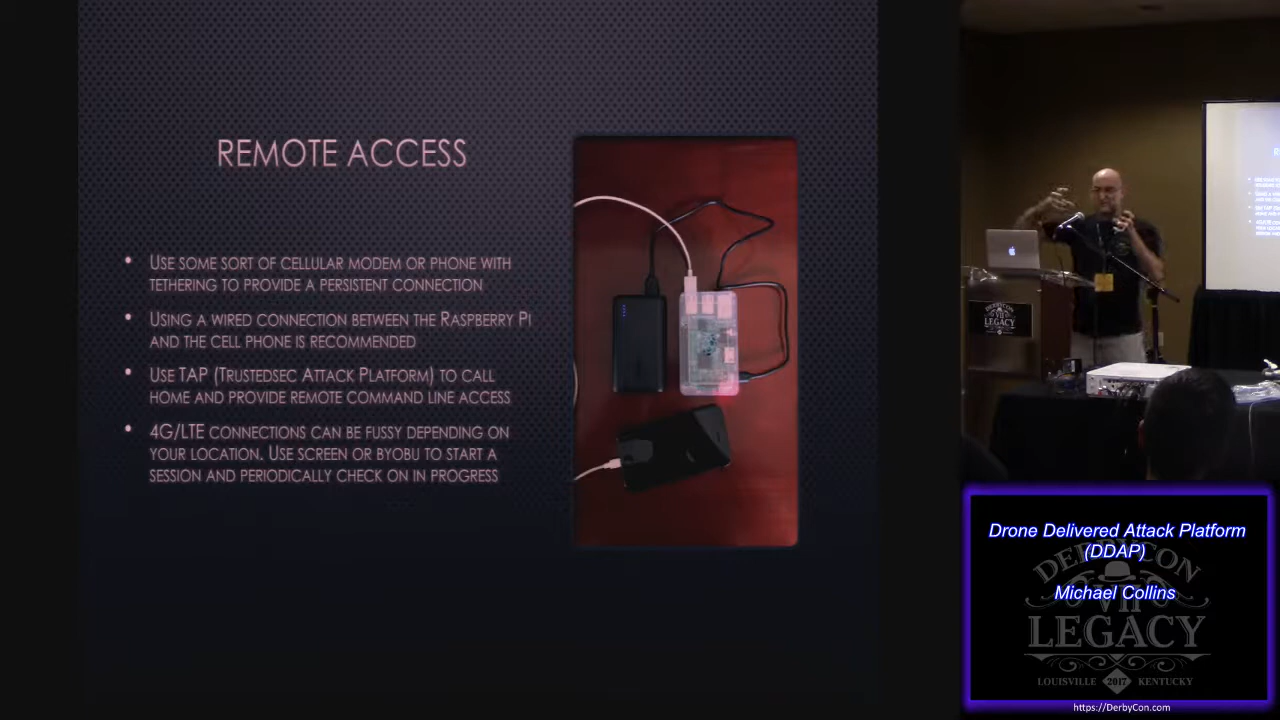 REMOTE ACCESS
• USE SOME SORT OF CELLULAR MODEM OR PHONE WITH
TETHERING TO PROVIDE A PERSISTENT CONNECTION
• USING A WIRED CONNECTION BETWEEN THE RASPBERRY PI
AND THE CELL PHONE IS RECOMMENDED
• USE TAP (TRUSTEDSEC ATTACK PLATFORM) TO CALL
HOME AND PROVIDE REMOTE COMMAND LINE ACCESS
• 4G/LTE CONNECTIONS CAN BE FUSSY DEPENDING ON
YOUR LOCATION. USE SCREEN OR BYOBU TO START A
SESSION AND PERIODICALLY CHECK ON IN PROGRESS
DERBYCON
LEGACY
Drone Delivered Attack Platform
(DDAP)
Michael Collins
DERBYCON
VII
LEGACY
LOUISVILLE 2017 KENTUCKY
https://DerbyCon.com